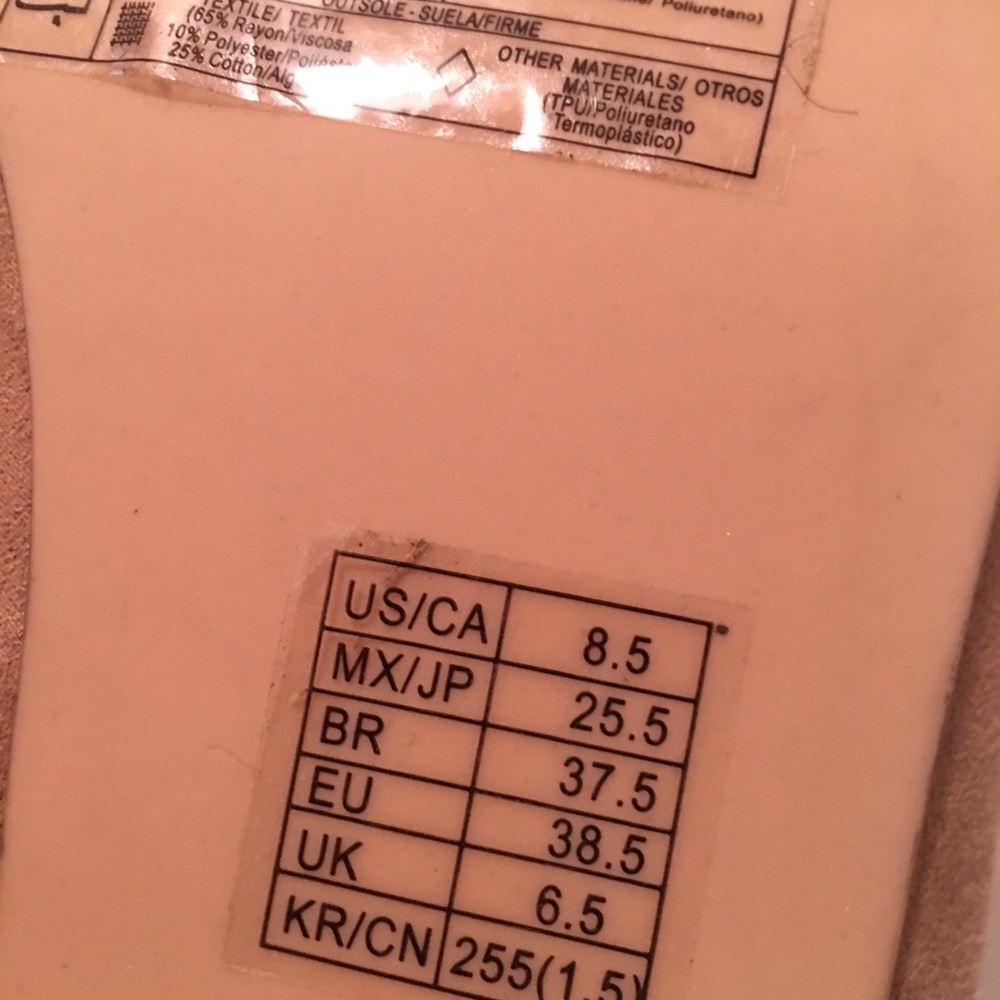 Poliuretano)
OUTSOLE - SUELA/FIRME
TEXTILE/ TEXTIL
(65% Rayon/Viscosa
10% Polyester/Poliéste
25% Cotton/Alg
OTHER MATERIALS/ OTROS
MATERIALES
(TPU/Poliuretano
Termoplástico)
US/CA 8.5
MX/JP 25.5
BR 37.5
EU 38.5
UK 6.5
KR/CN 255(1.5)